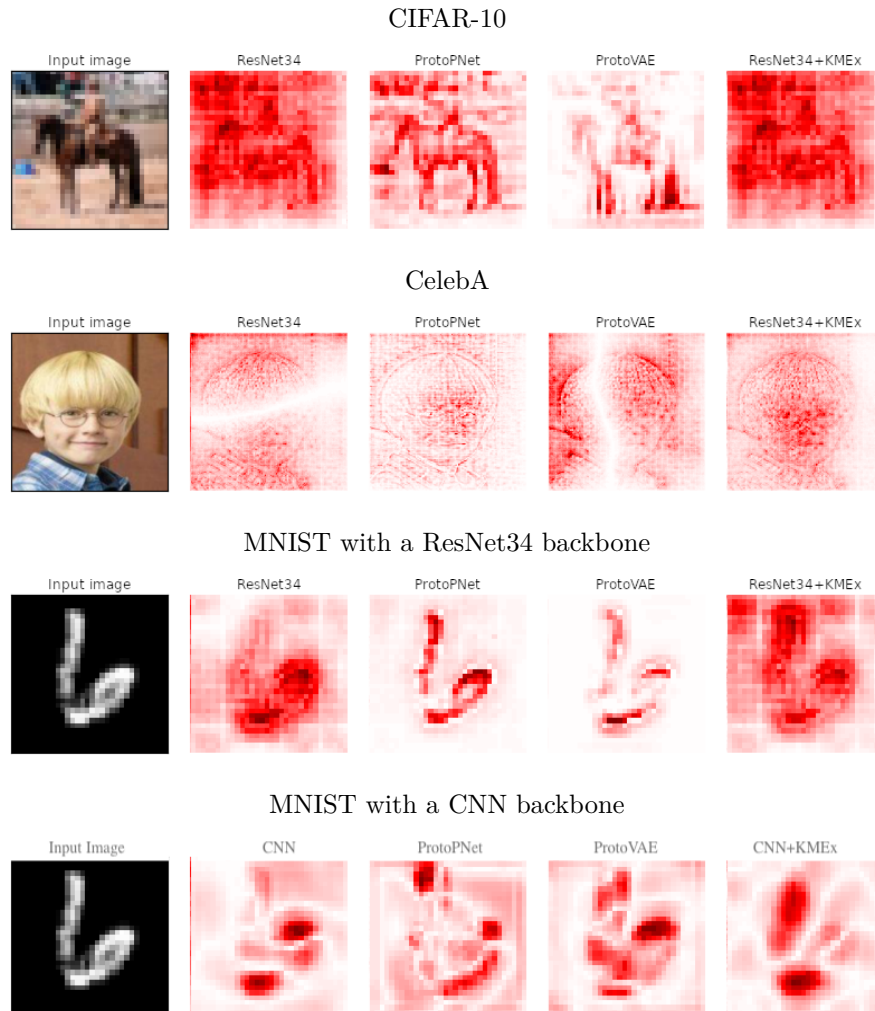 CIFAR-10
Input image ResNet34 ProtoPNet ProtoVAE ResNet34+KMEx
CelebA
Input image ResNet34 ProtoPNet ProtoVAE ResNet34+KMEx
MNIST with a ResNet34 backbone
Input image ResNet34 ProtoPNet ProtoVAE ResNet34+KMEx
MNIST with a CNN backbone
Input Image CNN ProtoPNet ProtoVAE CNN+KMEx